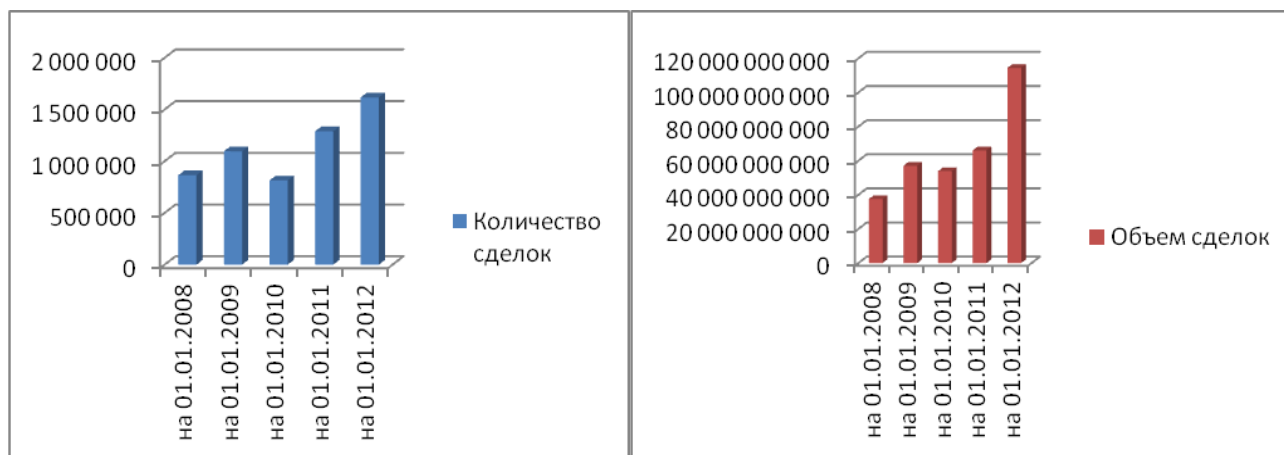 2 000 000
1 500 000
1 000 000
500 000
0
Количество
сделок
на 01.01.2008
на 01.01.2009
на 01.01.2010
на 01.01.2011
на 01.01.2012
120 000 000 000
100 000 000 000
80 000 000 000
60 000 000 000
40 000 000 000
20 000 000 000
0
Объем сделок
на 01.01.2008
на 01.01.2009
на 01.01.2010
на 01.01.2011
на 01.01.2012